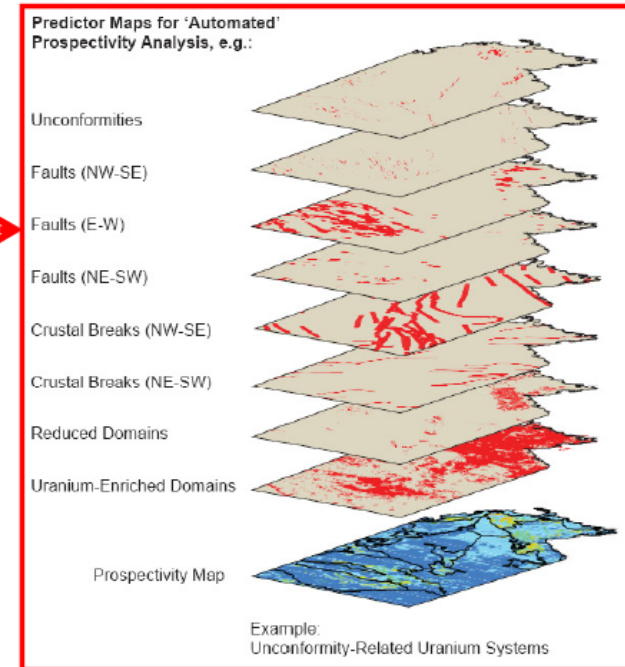 Predictor Maps for ‘Automated’
Prospectivity Analysis, e.g.:
Unconformities
Faults (NW-SE)
Faults (E-W)
Faults (NE-SW)
Crustal Breaks (NW-SE)
Crustal Breaks (NE-SW)
Reduced Domains
Uranium-Enriched Domains
Prospectivity Map
Example:
Unconformity-Related Uranium Systems